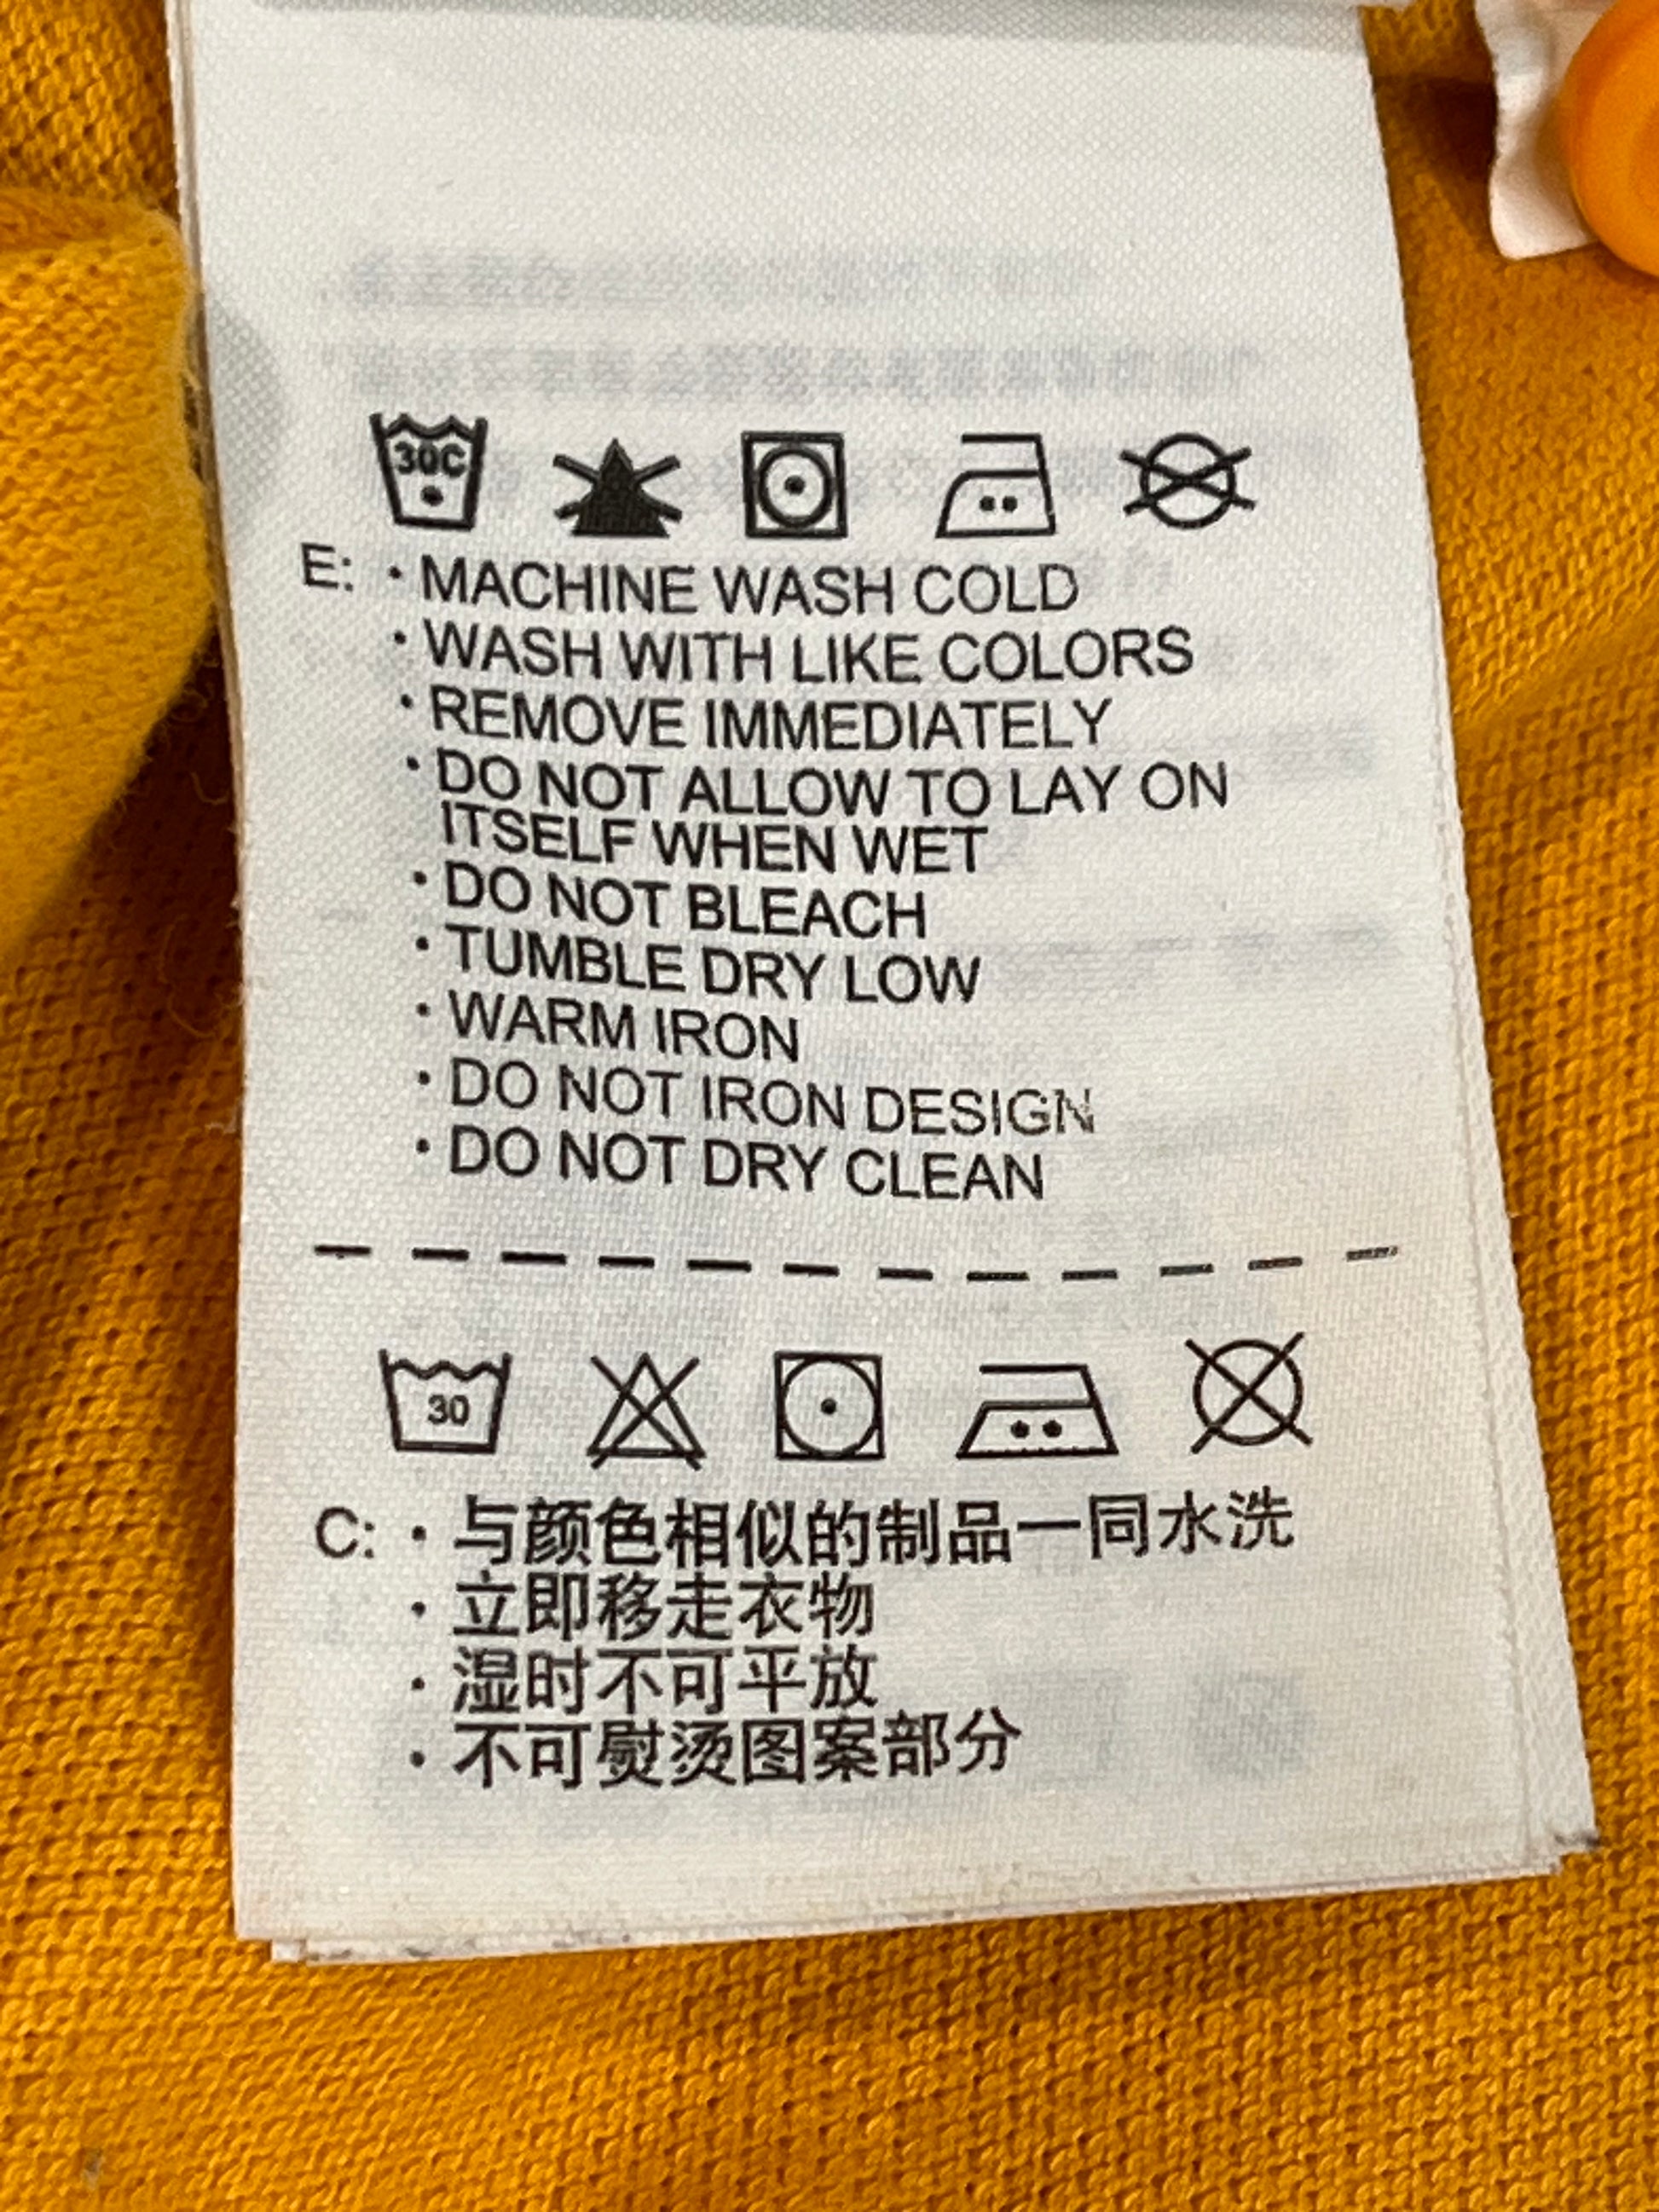 30C
E: · MACHINE WASH COLD
· WASH WITH LIKE COLORS
· REMOVE IMMEDIATELY
· DO NOT ALLOW TO LAY ON
ITSELF WHEN WET
· DO NOT BLEACH
· TUMBLE DRY LOW
· WARM IRON
· DO NOT IRON DESIGN
· DO NOT DRY CLEAN
30
C: · 与颜色相似的制品一同水洗
· 立即移走衣物
· 湿时不可平放
· 不可熨烫图案部分